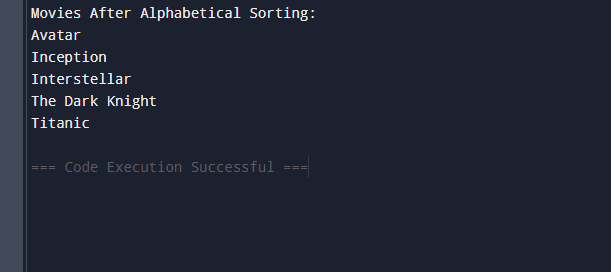 Movies After Alphabetical Sorting:
Avatar
Inception
Interstellar
The Dark Knight
Titanic
=== Code Execution Successful ===